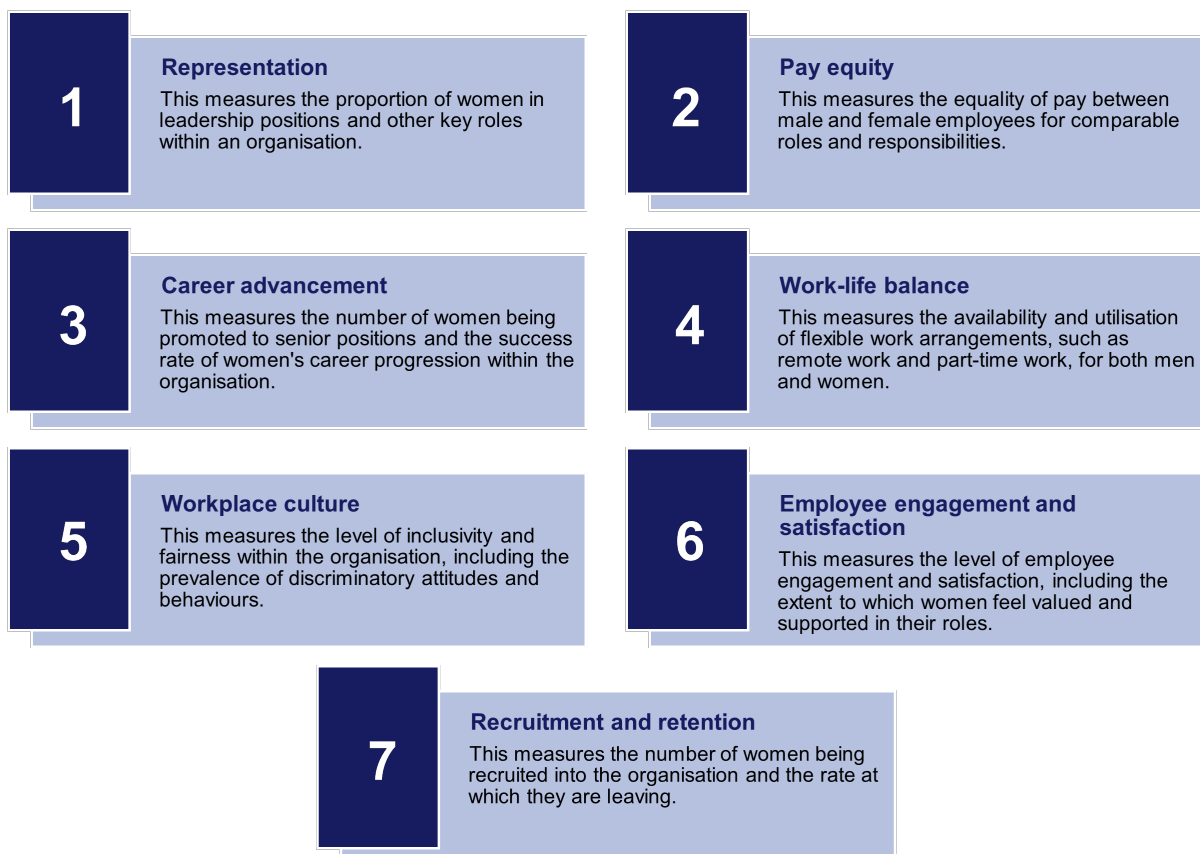 1
Representation
This measures the proportion of women in
leadership positions and other key roles
within an organisation.
2
Pay equity
This measures the equality of pay between
male and female employees for comparable
roles and responsibilities.
3
Career advancement
This measures the number of women being
promoted to senior positions and the success
rate of women's career progression within the
organisation.
4
Work-life balance
This measures the availability and utilisation
of flexible work arrangements, such as
remote work and part-time work, for both men
and women.
5
Workplace culture
This measures the level of inclusivity and
fairness within the organisation, including the
prevalence of discriminatory attitudes and
behaviours.
6
Employee engagement and
satisfaction
This measures the level of employee
engagement and satisfaction, including the
extent to which women feel valued and
supported in their roles.
7
Recruitment and retention
This measures the number of women being
recruited into the organisation and the rate at
which they are leaving.